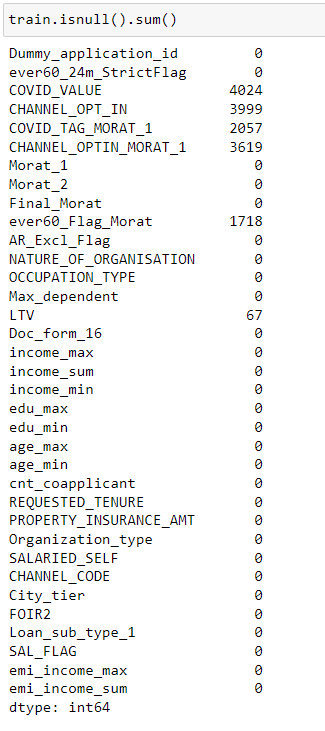 train.isnull().sum()
Dummy_application_id 0
ever60_24m_StrictFlag 0
COVID_VALUE 4024
CHANNEL_OPT_IN 3999
COVID_TAG_MORAT_1 2057
CHANNEL_OPTIN_MORAT_1 3619
Morat_1 0
Morat_2 0
Final_Morat 0
ever60_Flag_Morat 1718
AR_Excl_Flag 0
NATURE_OF_ORGANISATION 0
OCCUPATION_TYPE 0
Max_dependent 0
LTV 67
Doc_form_16 0
income_max 0
income_sum 0
income_min 0
edu_max 0
edu_min 0
age_max 0
age_min 0
cnt_coapplicant 0
REQUESTED_TENURE 0
PROPERTY_INSURANCE_AMT 0
Organization_type 0
SALARIED_SELF 0
CHANNEL_CODE 0
City_tier 0
FOIR2 0
Loan_sub_type_1 0
SAL_FLAG 0
emi_income_max 0
emi_income_sum 0
dtype: int64